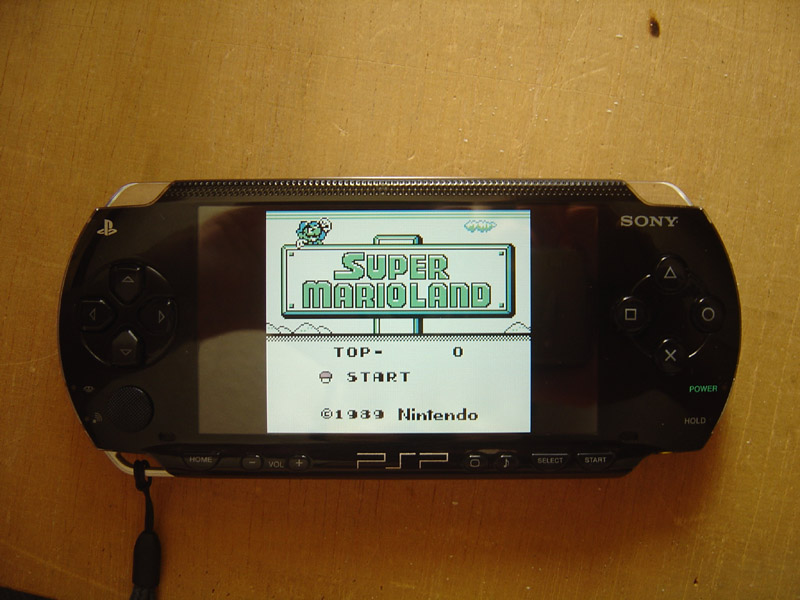 SONY
SUPER
MARIOLAND
TOP- 0
START
©1989 Nintendo
POWER
HOLD
HOME - VOL + PSP SELECT START